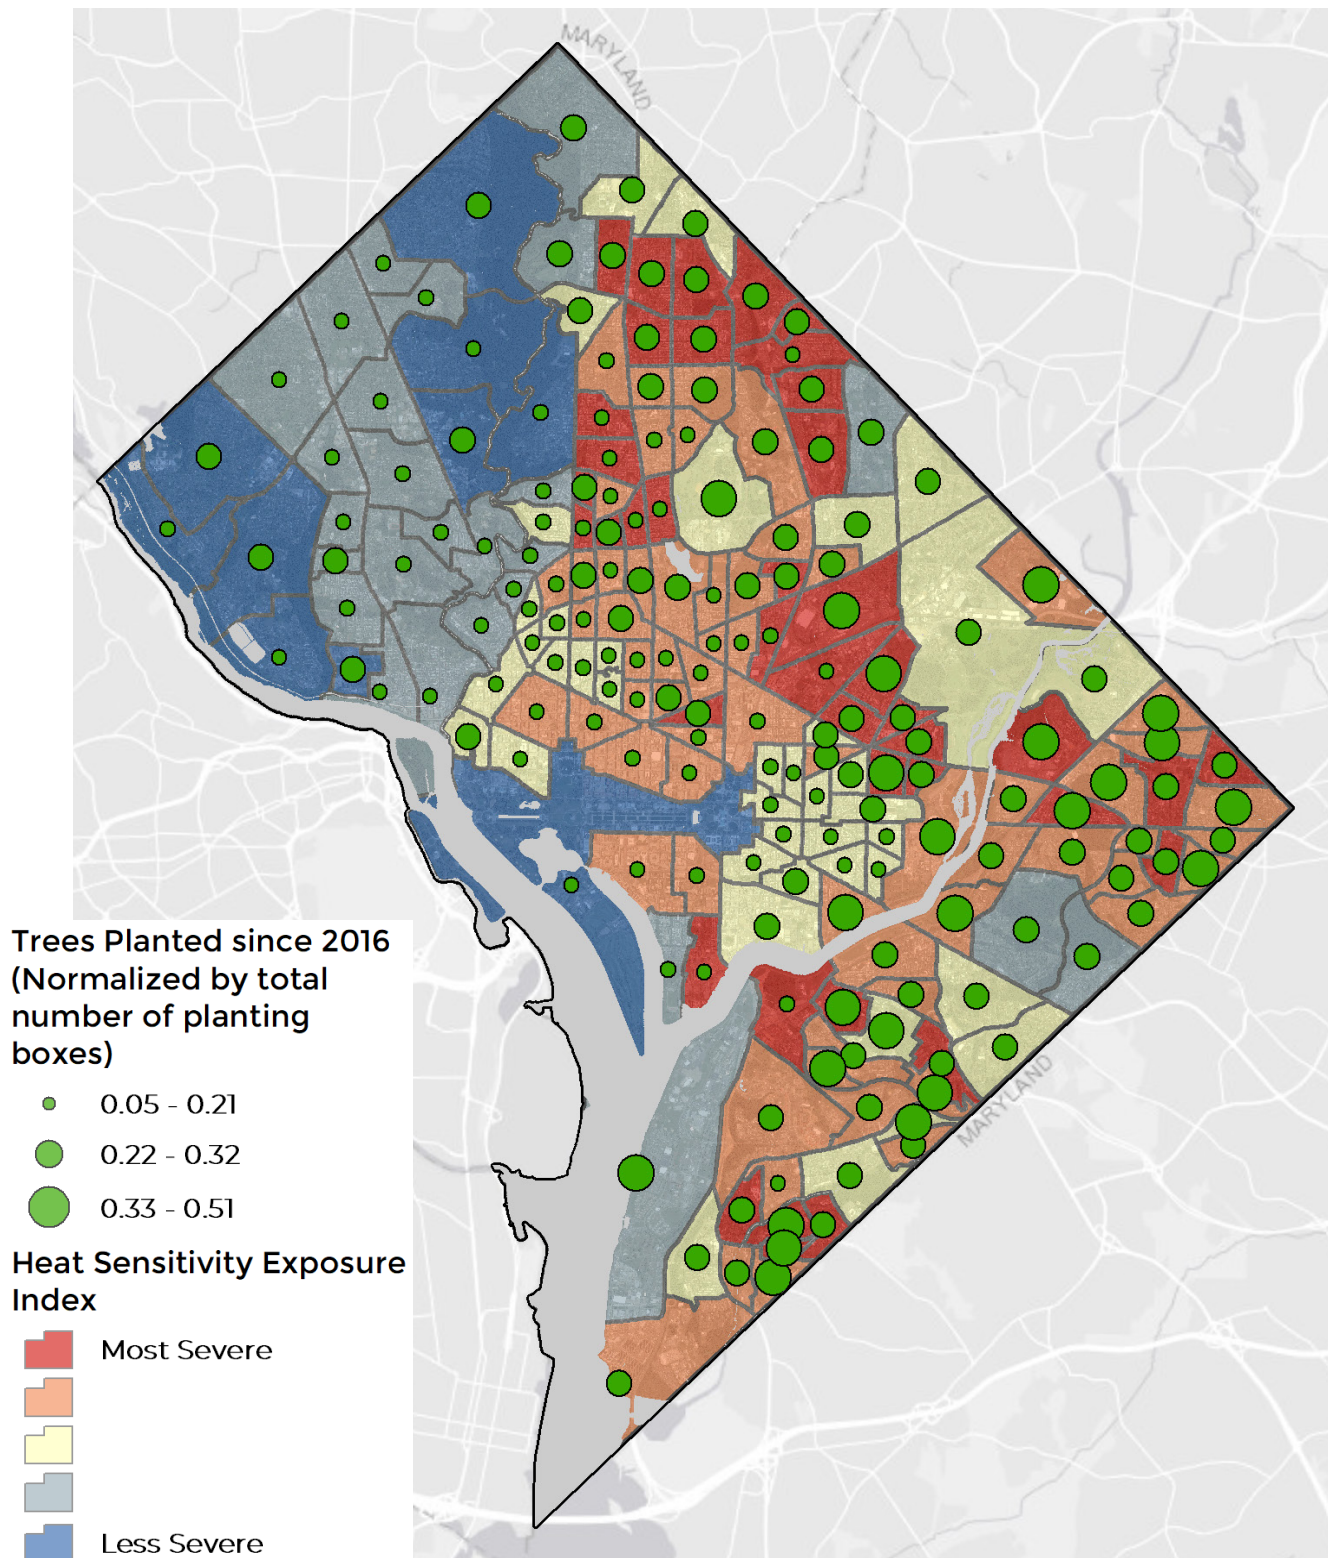 MARYLAND
MARYLAND
Trees Planted since 2016
(Normalized by total
number of planting
boxes)
0.05 - 0.21
0.22 - 0.32
0.33 - 0.51
Heat Sensitivity Exposure
Index
Most Severe
Less Severe